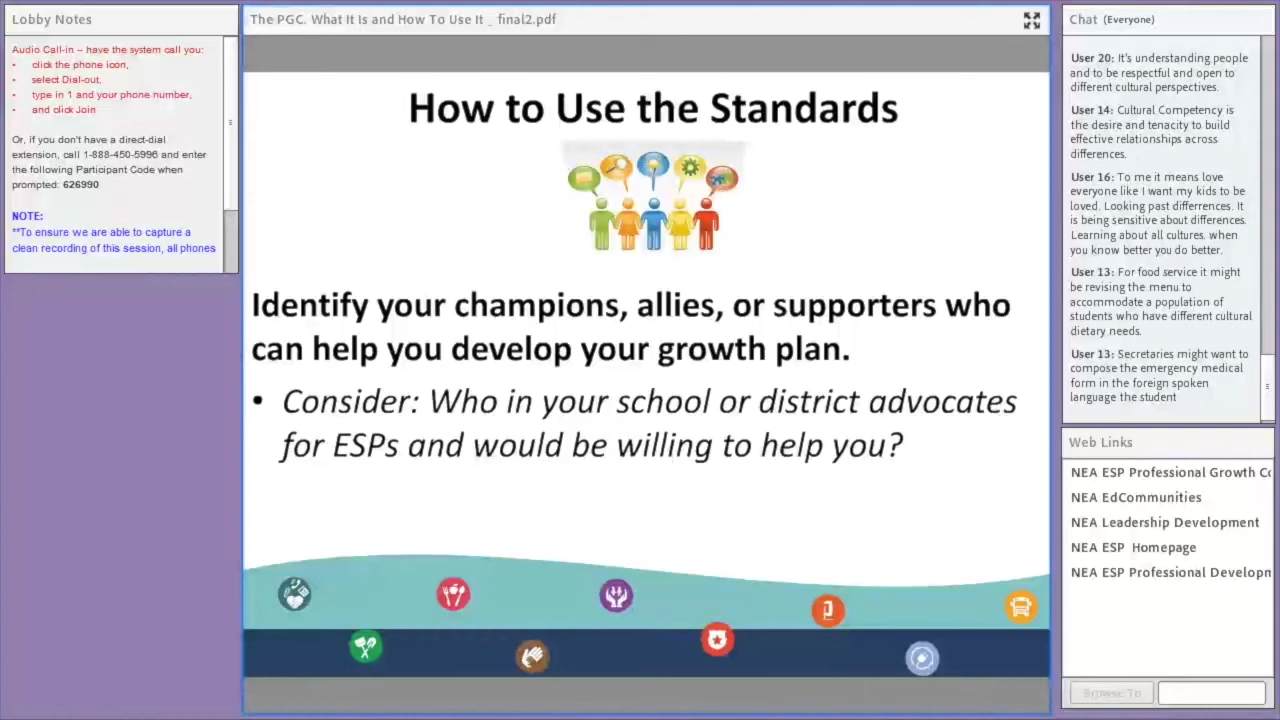 Lobby Notes
Audio Call-in – have the system call you:
• click the phone icon,
• select Dial-out,
• type in 1 and your phone number,
• and click Join
Or, if you don't have a direct-dial
extension, call 1-888-450-5996 and enter
the following Participant Code when
prompted: 626990
NOTE:
**To ensure we are able to capture a
clean recording of this session, all phones
The PGC. What It Is and How To Use It _ final2.pdf
How to Use the Standards
Identify your champions, allies, or supporters who
can help you develop your growth plan.
• Consider: Who in your school or district advocates
for ESPs and would be willing to help you?
Chat (Everyone)
User 20: It's understanding people
and to be respectful and open to
different cultural perspectives.
User 14: Cultural Competency is
the desire and tenacity to build
effective relationships across
differences.
User 16: To me it means love
everyone like I want my kids to be
loved. Looking past differrences. It
is being sensitive about differences.
Learning about all cultures. when
you know better you do better.
User 13: For food service it might
be revising the menu to
accommodate a population of
students who have different cultural
dietary needs.
User 13: Secretaries might want to
compose the emergency medical
form in the foreign spoken
language the student
Web Links
NEA ESP Professional Growth Co
NEA EdCommunities
NEA Leadership Development
NEA ESP Homepage
NEA ESP Professional Developn
Browse To